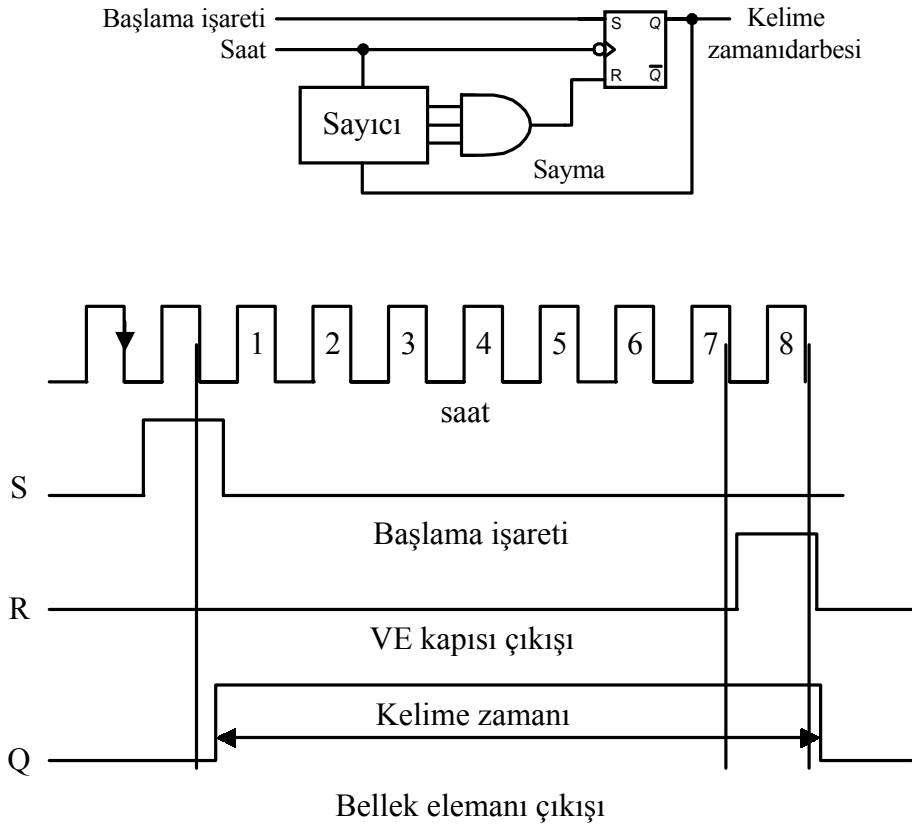 Başlama işareti
Saat
S Q
R Q
Kelime
zamanıdarbesi
Sayıcı
Sayma
1 2 3 4 5 6 7 8
saat
S
Başlama işareti
R
VE kapısı çıkışı
Kelime zamanı
Q
Bellek elemanı çıkışı